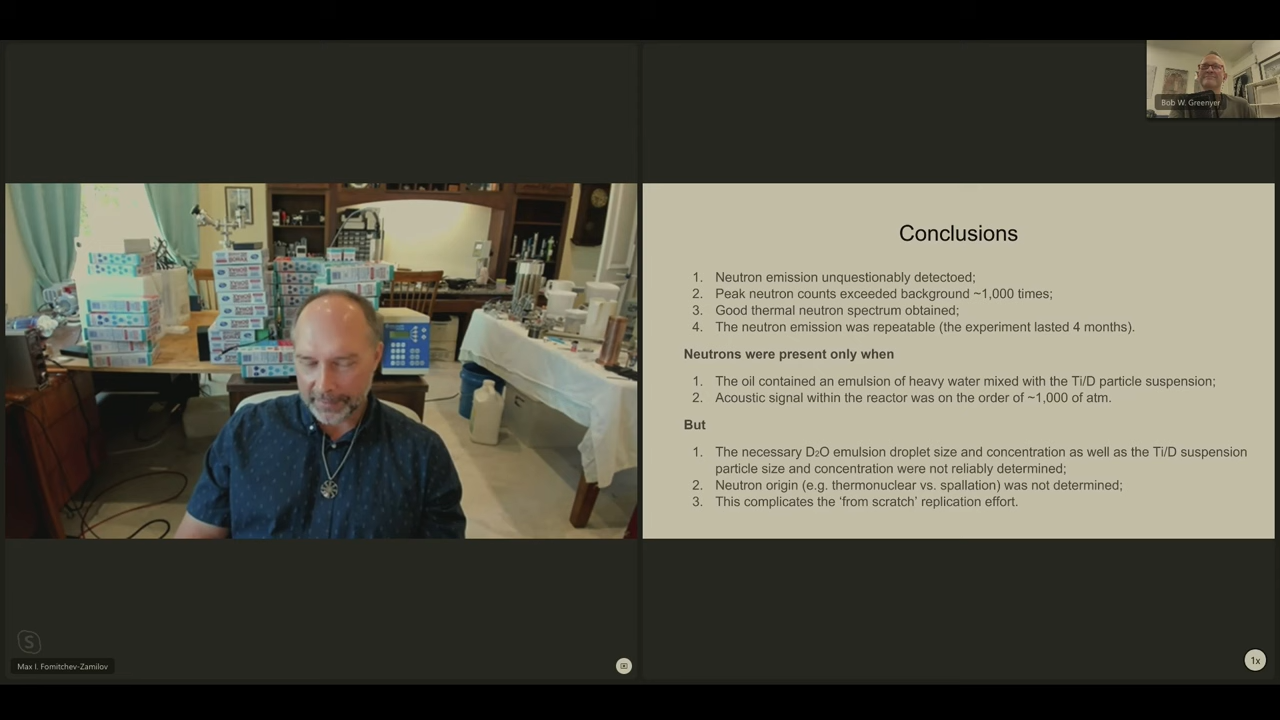 Bob W. Greenyer
Conclusions
1. Neutron emission unquestionably detectoed;
2. Peak neutron counts exceeded background ~1,000 times;
3. Good thermal neutron spectrum obtained;
4. The neutron emission was repeatable (the experiment lasted 4 months).
Neutrons were present only when
1. The oil contained an emulsion of heavy water mixed with the Ti/D particle suspension;
2. Acoustic signal within the reactor was on the order of ~1,000 of atm.
But
1. The necessary D₂O emulsion droplet size and concentration as well as the Ti/D suspension
particle size and concentration were not reliably determined;
2. Neutron origin (e.g. thermonuclear vs. spallation) was not determined;
3. This complicates the ‘from scratch’ replication effort.
S
Max I. Fomitchev-Zamilov
1x